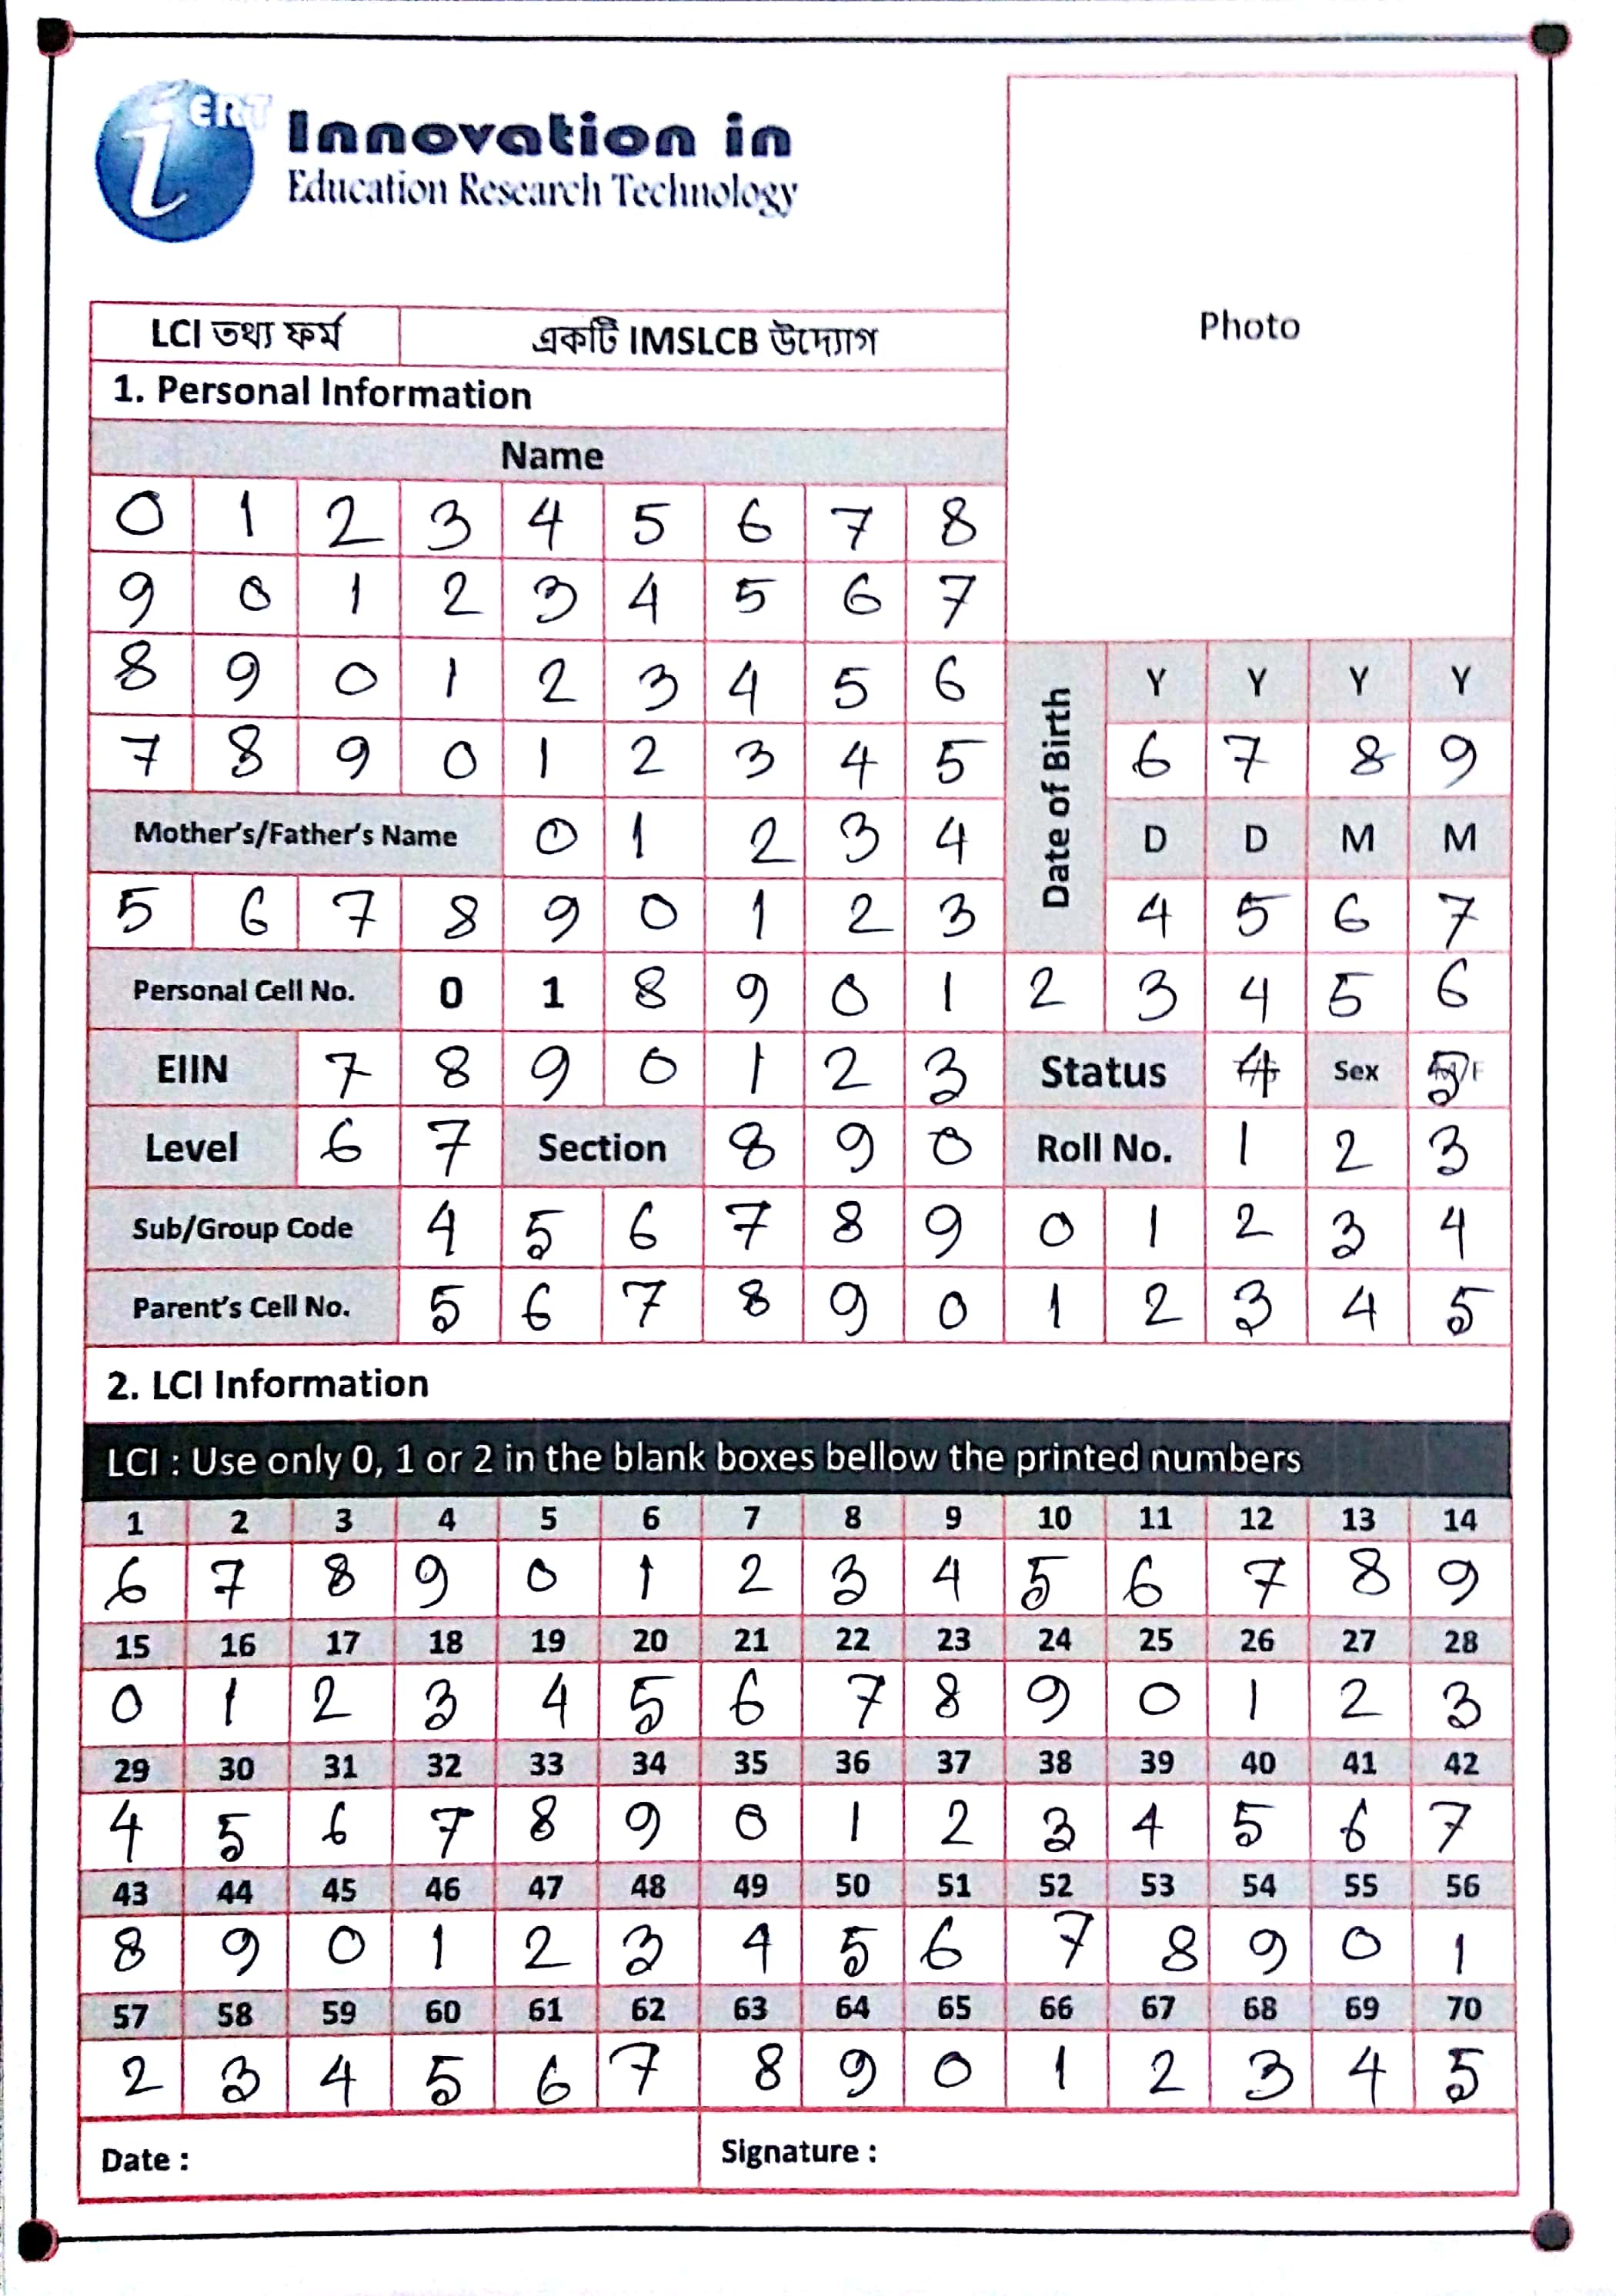 iERT
Innovation in
Education Research Technology
Photo
LCI তথ্য ফর্ম একটি IMSLCB উদ্যোগ
1. Personal Information
Name
0 1 2 3 4 5 6 7 8
9 0 1 2 3 4 5 6 7
8 9 0 1 2 3 4 5 6
7 8 9 0 1 2 3 4 5
Date of Birth
Y Y Y Y
6 7 8 9
D D M M
4 5 6 7
Mother's/Father's Name 0 1 2 3 4
5 6 7 8 9 0 1 2 3
Personal Cell No. 0 1 8 9 0 1 2 3 4 5 6
EIIN 7 8 9 0 1 2 3 Status 4 Sex 5
Level 6 7 Section 8 9 0 Roll No. 1 2 3
Sub/Group Code 4 5 6 7 8 9 0 1 2 3 4
Parent's Cell No. 5 6 7 8 9 0 1 2 3 4 5
2. LCI Information
LCI : Use only 0, 1 or 2 in the blank boxes bellow the printed numbers
1 2 3 4 5 6 7 8 9 10 11 12 13 14
6 7 8 9 0 1 2 3 4 5 6 7 8 9
15 16 17 18 19 20 21 22 23 24 25 26 27 28
0 1 2 3 4 5 6 7 8 9 0 1 2 3
29 30 31 32 33 34 35 36 37 38 39 40 41 42
4 5 6 7 8 9 0 1 2 3 4 5 6 7
43 44 45 46 47 48 49 50 51 52 53 54 55 56
8 9 0 1 2 3 4 5 6 7 8 9 0 1
57 58 59 60 61 62 63 64 65 66 67 68 69 70
2 3 4 5 6 7 8 9 0 1 2 3 4 5
Date : Signature :